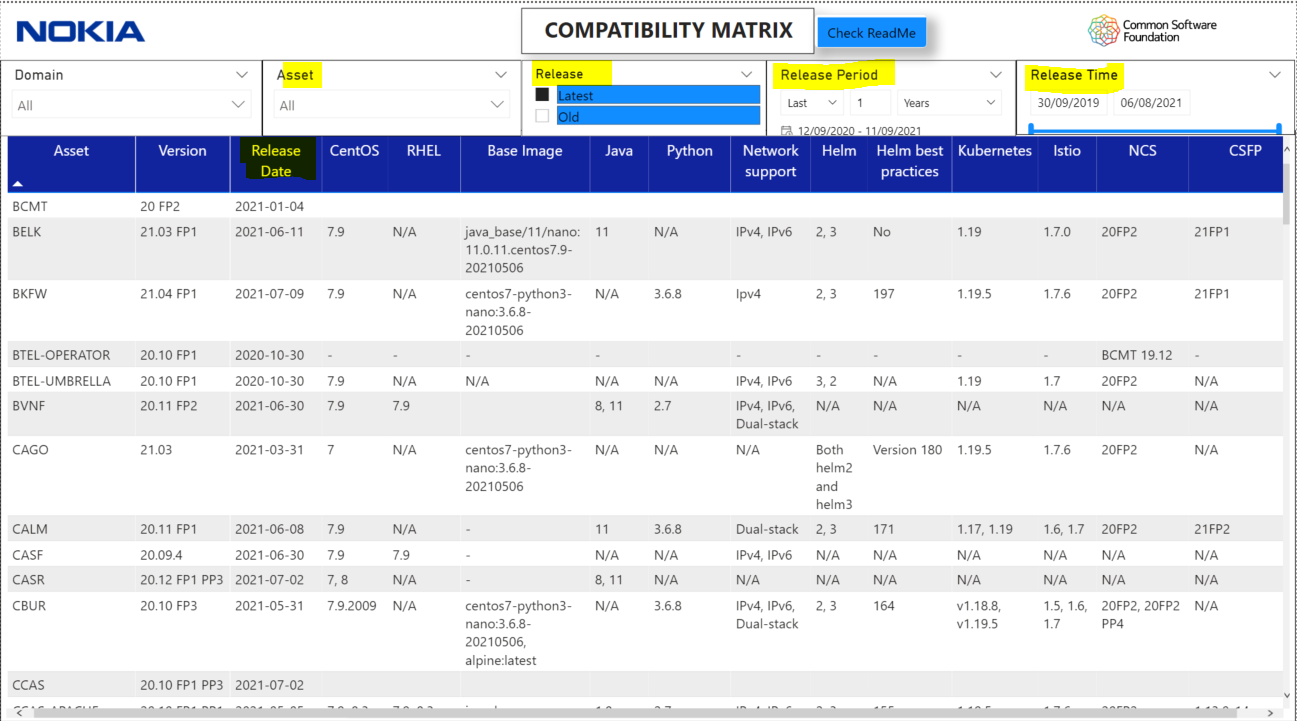 NOKIA
COMPATIBILITY MATRIX
Check ReadMe
Common Software
Foundation
Domain
Asset
Release
Release Period
Release Time
All
All
Latest
Old
Last
1
Years
12/09/2020 - 11/09/2021
30/09/2019
06/08/2021
Asset Version Release Date CentOS RHEL Base Image Java Python Network support Helm Helm best practices Kubernetes Istio NCS CSFP
BCMT 20 FP2 2021-01-04
BELK 21.03 FP1 2021-06-11 7.9 N/A java_base/11/nano: 11 N/A IPv4, IPv6 2, 3 No 1.19 1.7.0 20FP2 21FP1
11.0.11.centos7.9-
20210506
BKFW 21.04 FP1 2021-07-09 7.9 N/A centos7-python3- N/A 3.6.8 Ipv4 2, 3 197 1.19.5 1.7.6 20FP2 21FP1
nano:3.6.8-
20210506
BTEL-OPERATOR 20.10 FP1 2020-10-30 - - - - - - - - - - BCMT 19.12 -
BTEL-UMBRELLA 20.10 FP1 2020-10-30 7.9 N/A N/A N/A N/A IPv4, IPv6 3, 2 N/A 1.19 1.7 20FP2 N/A
BVNF 20.11 FP2 2021-06-30 7.9 7.9 8, 11 2.7 IPv4, IPv6, N/A N/A N/A N/A N/A N/A
Dual-stack
CAGO 21.03 2021-03-31 7 N/A centos7-python3- N/A N/A N/A Both Version 180 1.19.5 1.7.6 20FP2 N/A
nano:3.6.8- helm2
20210506 and
helm3
CALM 20.11 FP1 2021-06-08 7.9 N/A - 11 3.6.8 Dual-stack 2, 3 171 1.17, 1.19 1.6, 1.7 20FP2 21FP2
CASF 20.09.4 2021-06-30 7.9 7.9 - N/A N/A IPv4, IPv6 N/A N/A N/A N/A N/A N/A
CASR 20.12 FP1 PP3 2021-07-02 7, 8 N/A - 8, 11 N/A N/A N/A N/A N/A N/A N/A N/A
CBUR 20.10 FP3 2021-05-31 7.9.2009 N/A centos7-python3- N/A 3.6.8 IPv4, IPv6, 2, 3 164 v1.18.8, 1.5, 1.6, 20FP2, 20FP2 N/A
nano:3.6.8- Dual-stack v1.19.5 1.7 PP4
20210506,
alpine:latest
CCAS 20.10 FP1 PP3 2021-07-02